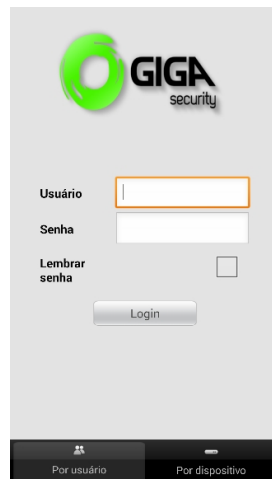 GIGA
security
Usuário
Senha
Lembrar
senha
Login
Por usuário
Por dispositivo